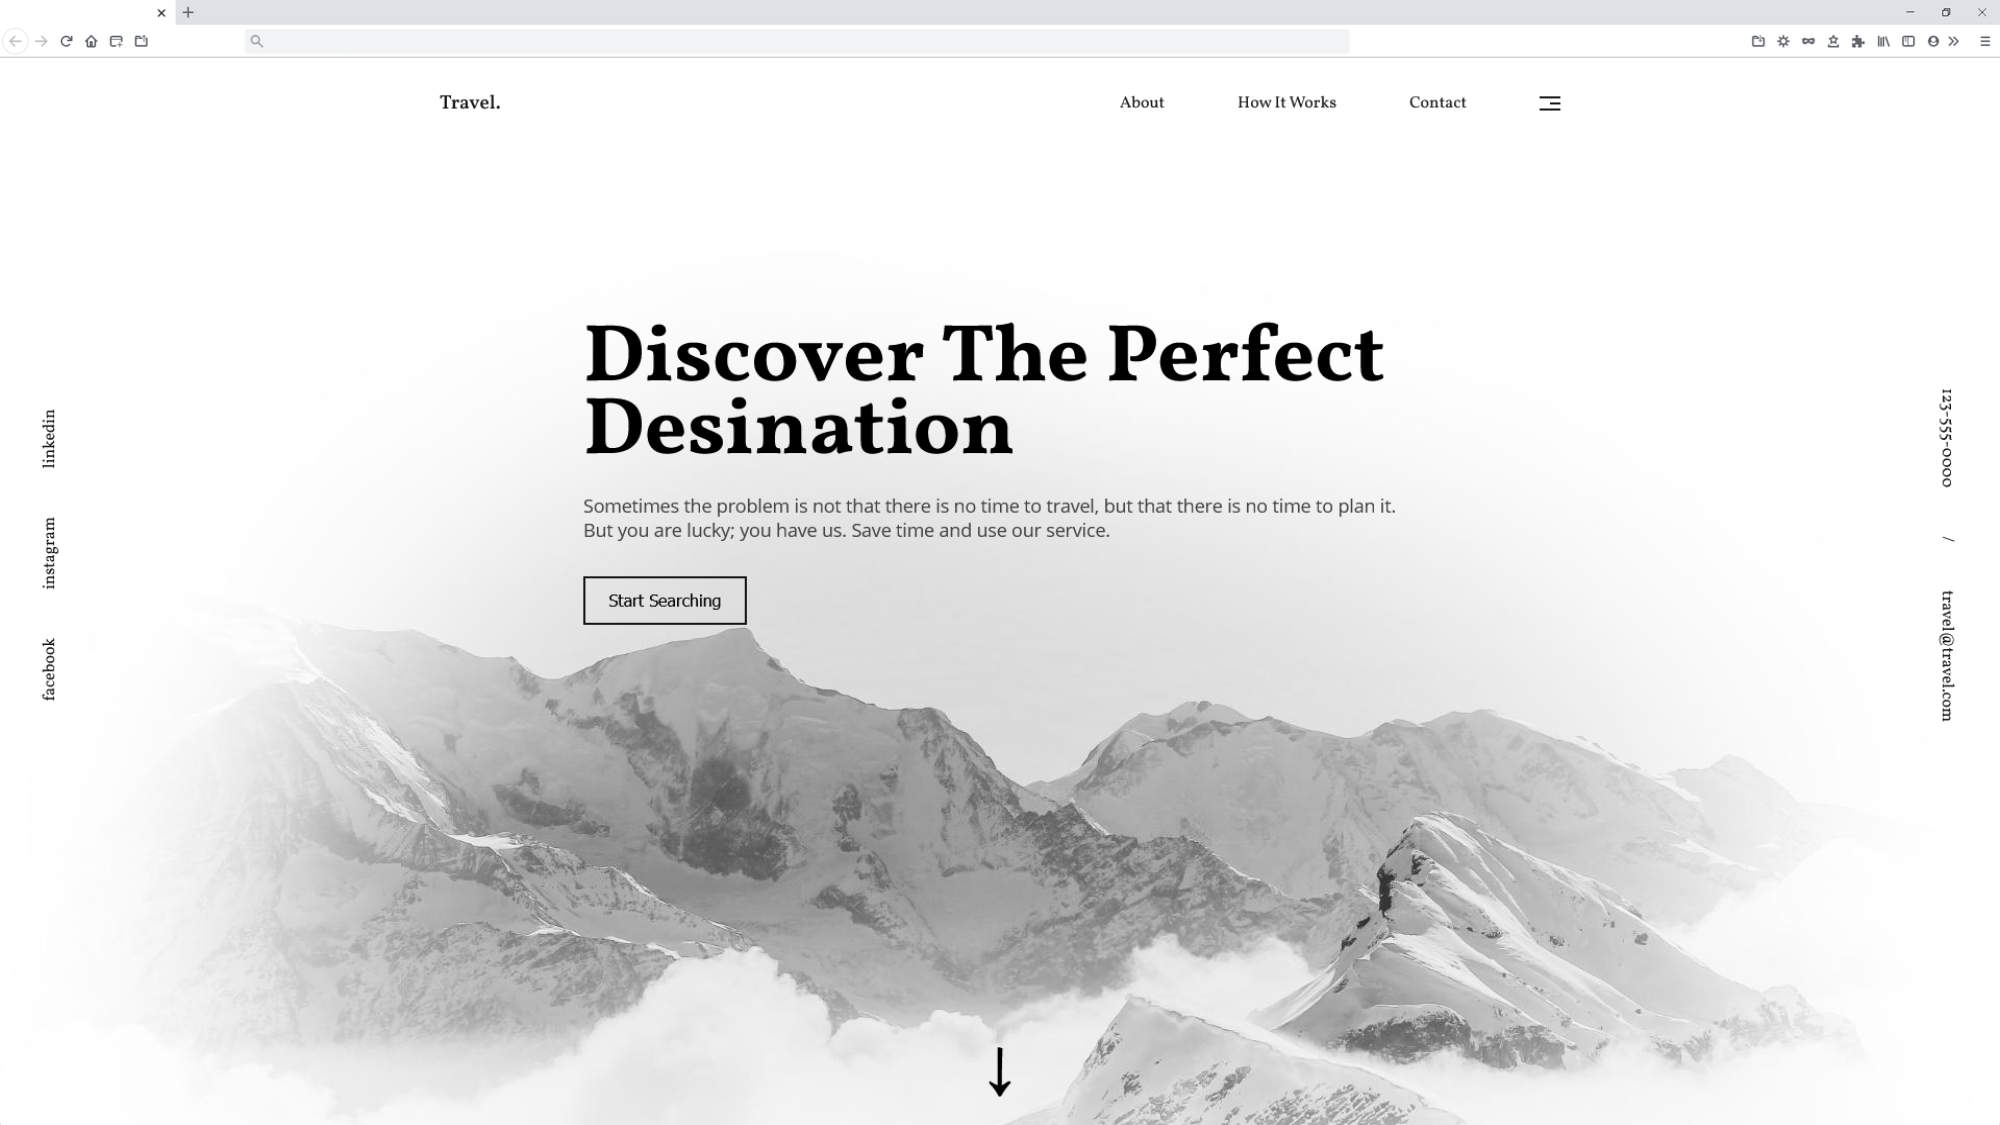 Travel.
About
How It Works
Contact
Discover The Perfect
Desination
Sometimes the problem is not that there is no time to travel, but that there is no time to plan it.
But you are lucky; you have us. Save time and use our service.
Start Searching
linkedin
instagram
facebook
123-555-0000
/
travel@travel.com